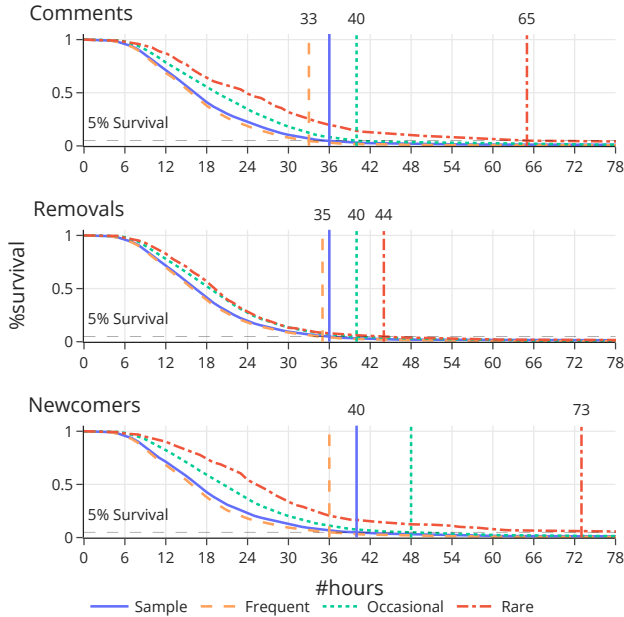 Comments
33 40 65
1
0.5
5% Survival
0
0 6 12 18 24 30 36 42 48 54 60 66 72 78
Removals
35 40 44
1
0.5
5% Survival
0
0 6 12 18 24 30 36 42 48 54 60 66 72 78
%survival
Newcomers
40 73
1
0.5
5% Survival
0
0 6 12 18 24 30 36 42 48 54 60 66 72 78
#hours
Sample Frequent Occasional Rare